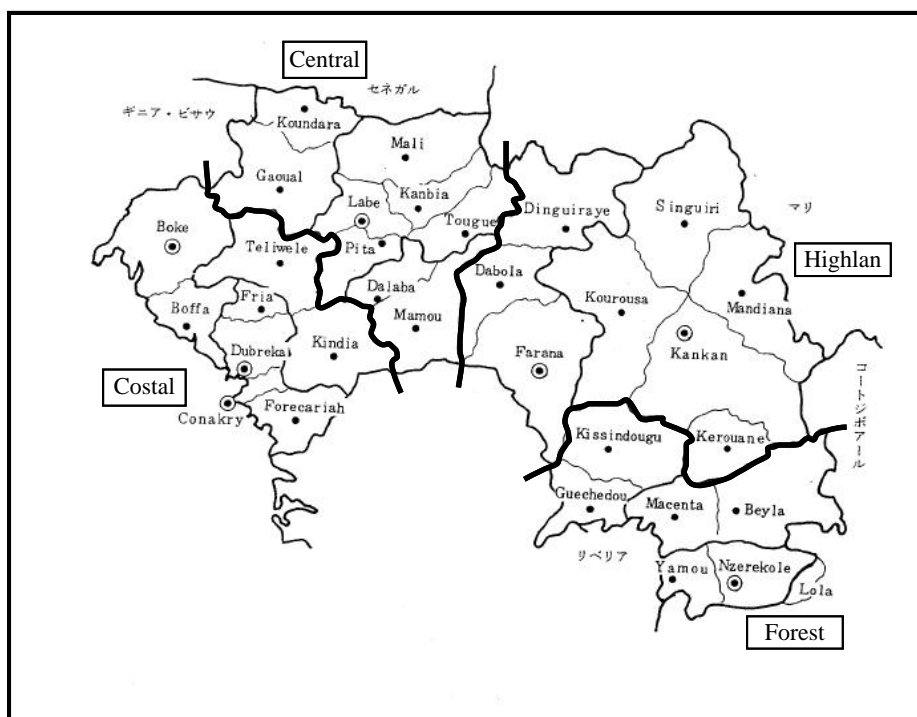 Central
セネガル
ギニア・ビサウ
Koundara
Mali
Gaoual
Kanbia
Labe
Singuiri
マリ
Dinguiraye
Tougue
Boke
Teliwele
Pita
Highlan
Dabola
Dalaba
Fria
Boffa
Kourousa
Mandiana
Mamou
Kindia
Dubreka
Farana
Kankan
コートジボアール
Costal
Conakry
Forecariah
Kissindougu
Kerouane
Guechedou
Macenta
Beyla
リベリア
Yamou
Nzerekole
Lola
Forest